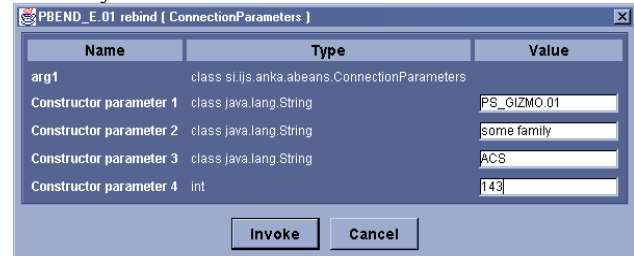 PBEND_E.01 rebind ( ConnectionParameters )
Name Type Value
arg1 class si.ijs.anka.abeans.ConnectionParameters
Constructor parameter 1 class java.lang.String PS_GIZMO.01
Constructor parameter 2 class java.lang.String some family
Constructor parameter 3 class java.lang.String ACS
Constructor parameter 4 int 143
Invoke Cancel